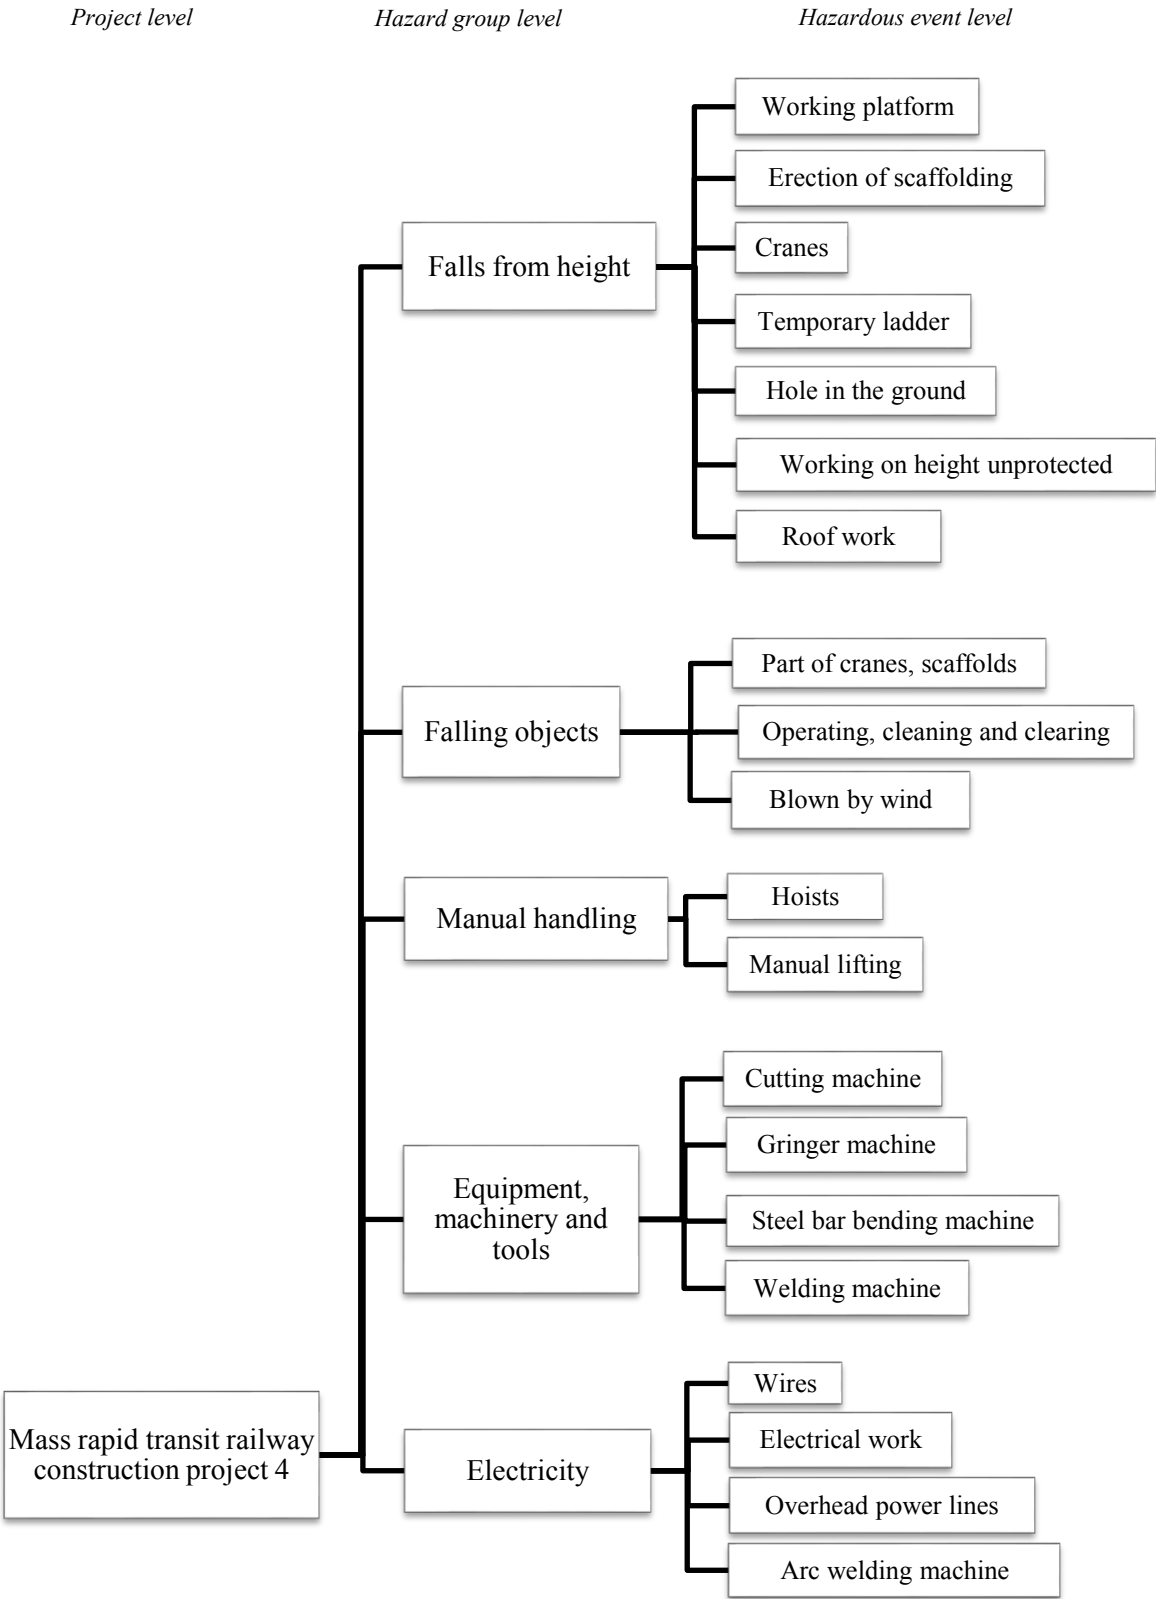 Project level
Hazard group level
Hazardous event level
Working platform
Erection of scaffolding
Cranes
Falls from height
Temporary ladder
Hole in the ground
Working on height unprotected
Roof work
Part of cranes, scaffolds
Falling objects
Operating, cleaning and clearing
Blown by wind
Hoists
Manual handling
Manual lifting
Cutting machine
Gringer machine
Equipment,
machinery and
tools
Steel bar bending machine
Welding machine
Wires
Electrical work
Mass rapid transit railway
construction project 4
Electricity
Overhead power lines
Arc welding machine